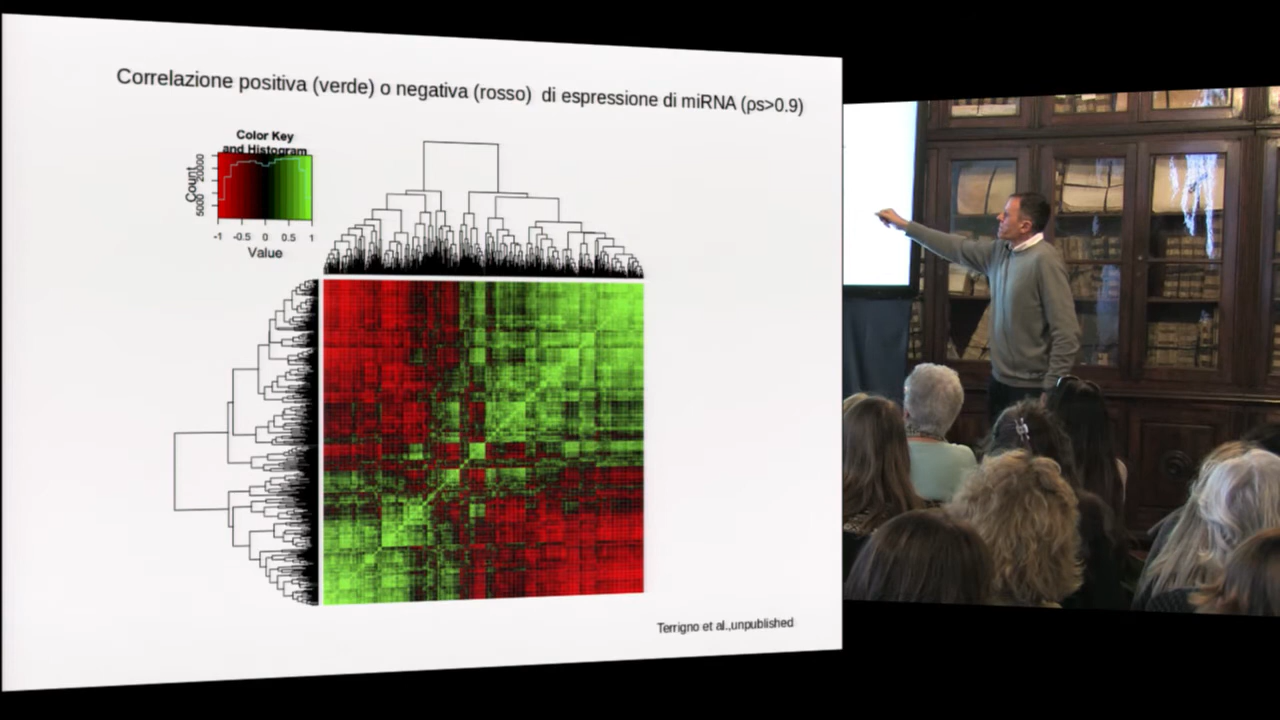 Correlazione positiva (verde) o negativa (rosso) di espressione di miRNA (ρs>0.9)
Color Key
and Histogram
Count
5000
20000
-1 -0.5 0 0.5 1
Value
Terrigno et al.,unpublished